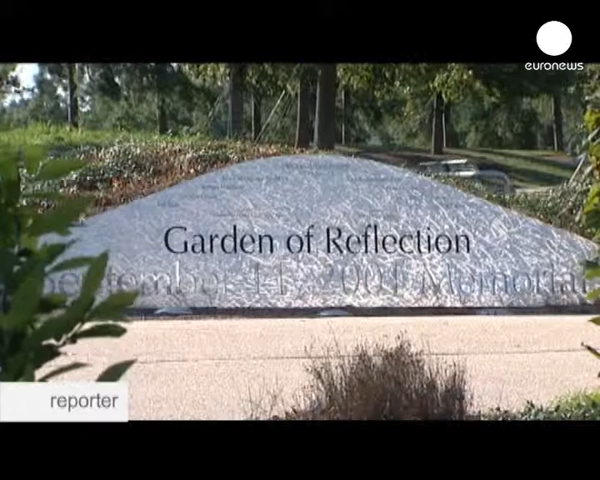 euronews
Garden of Reflection
September 11, 2001 Memorial
reporter